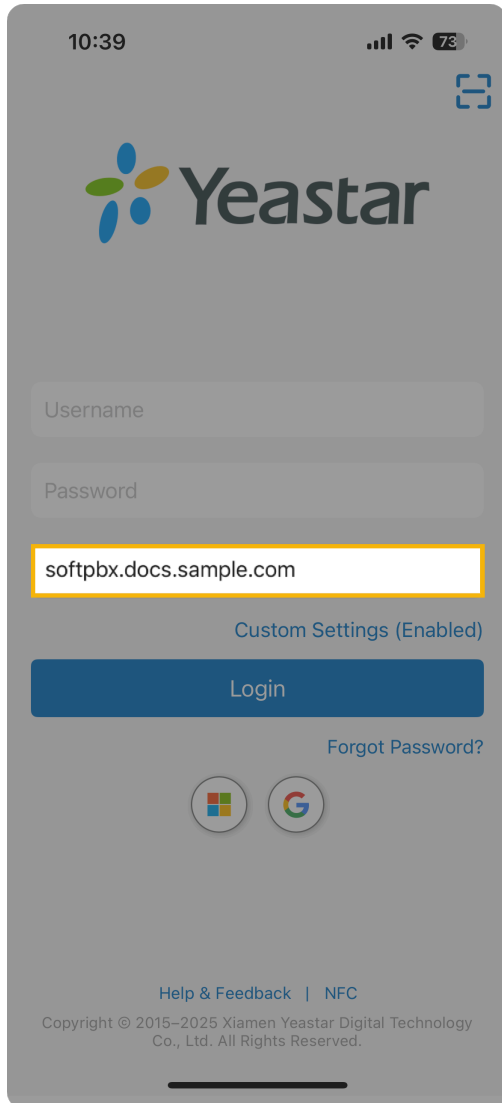 10:39
73
Yeastar
Username
Password
softpbx.docs.sample.com
Custom Settings (Enabled)
Login
Forgot Password?
G
Help & Feedback | NFC
Copyright © 2015–2025 Xiamen Yeastar Digital Technology
Co., Ltd. All Rights Reserved.